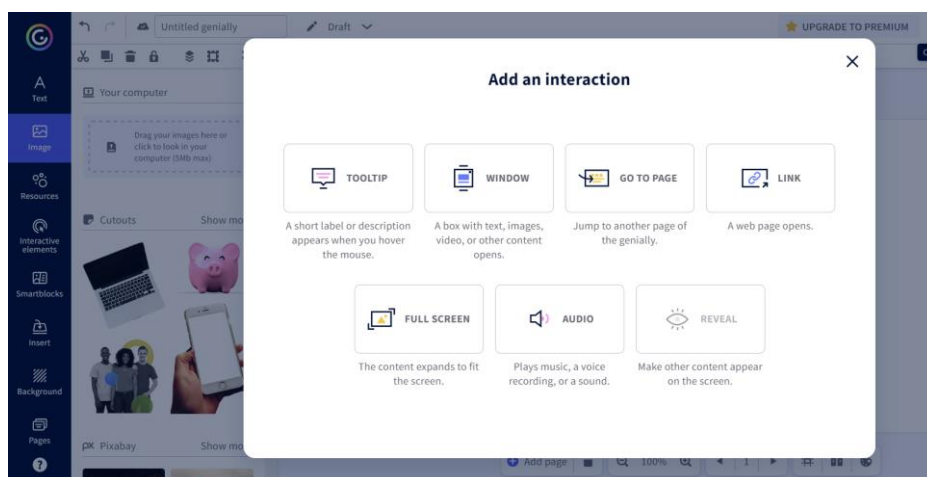 Untitled genially
Draft
UPGRADE TO PREMIUM
Text
Image
Resources
Interactive
elements
Smartblocks
Insert
Background
Pages
?
Your computer
Drag your images here or
click to look in your
computer (5Mb max)
Cutouts
Show mo
px Pixabay
Show mo
Add an interaction
TOOLTIP
A short label or description
appears when you hover
the mouse.
WINDOW
A box with text, images,
video, or other content
opens.
GO TO PAGE
Jump to another page of
the genially.
LINK
A web page opens.
FULL SCREEN
The content expands to fit
the screen.
AUDIO
Plays music, a voice
recording, or a sound.
REVEAL
Make other content appear
on the screen.
Add page
100%
1